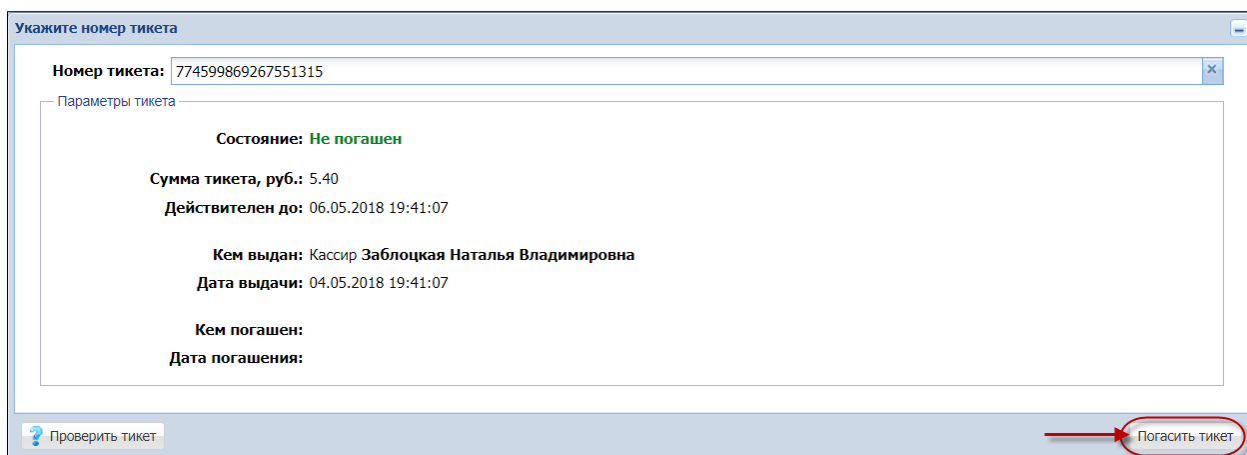 Укажите номер тикета
Номер тикета: 774599869267551315
Параметры тикета
Состояние: Не погашен
Сумма тикета, руб.: 5.40
Действителен до: 06.05.2018 19:41:07
Кем выдан: Кассир Заблоцкая Наталья Владимировна
Дата выдачи: 04.05.2018 19:41:07
Кем погашен:
Дата погашения:
Проверить тикет Погасить тикет